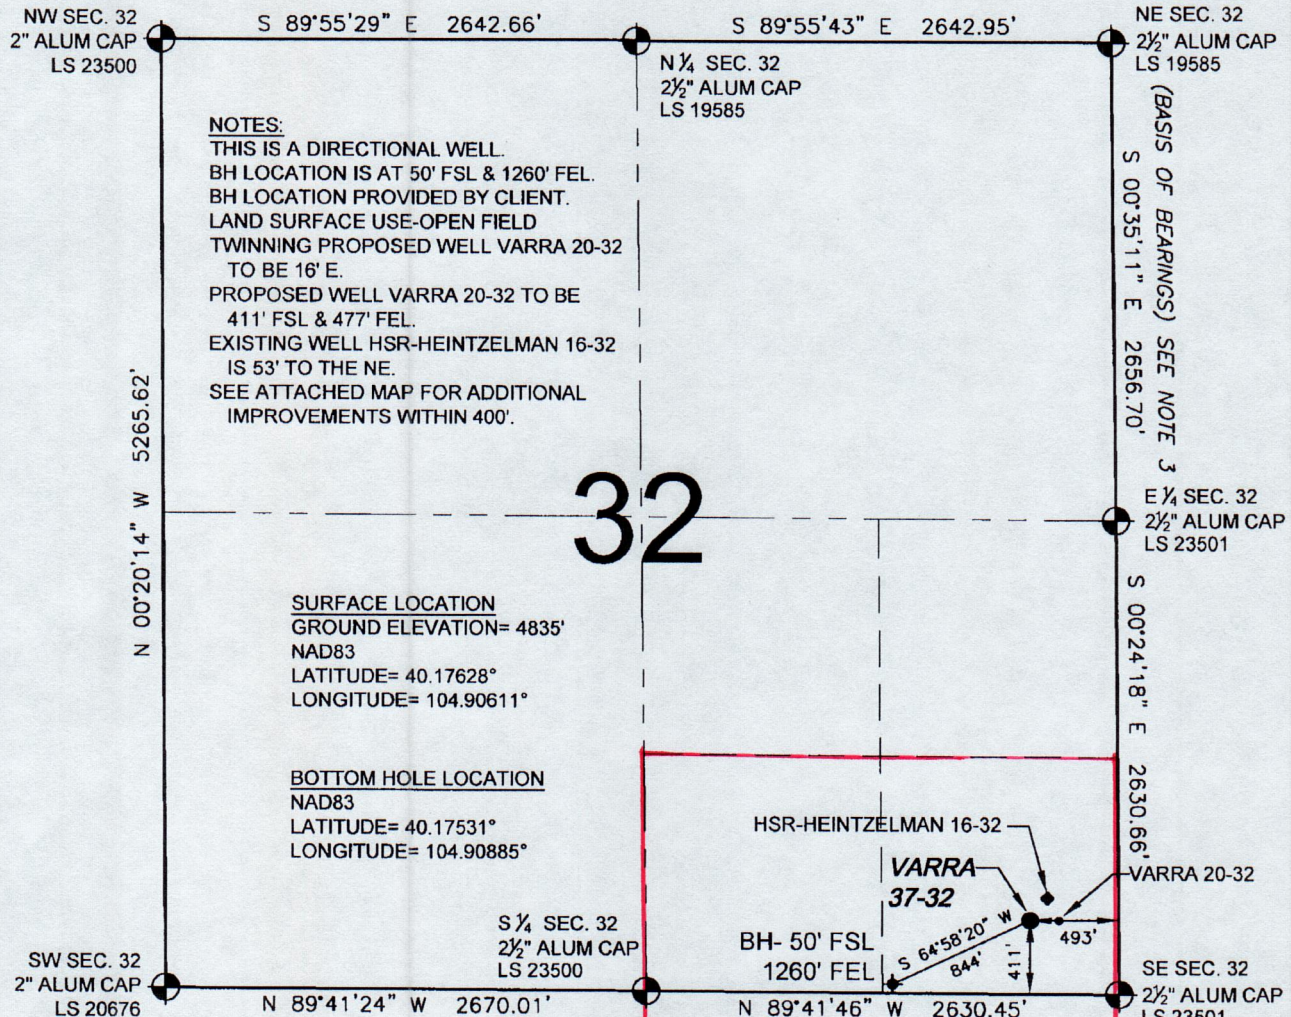 NW SEC. 32
2" ALUM CAP
LS 23500
S 89°55'29" E 2642.66'
S 89°55'43" E 2642.95'
NE SEC. 32
2½" ALUM CAP
LS 19585
N ¼ SEC. 32
2½" ALUM CAP
LS 19585
NOTES:
THIS IS A DIRECTIONAL WELL.
BH LOCATION IS AT 50' FSL & 1260' FEL.
BH LOCATION PROVIDED BY CLIENT.
LAND SURFACE USE-OPEN FIELD
TWINNING PROPOSED WELL VARRA 20-32
TO BE 16' E.
PROPOSED WELL VARRA 20-32 TO BE
411' FSL & 477' FEL.
EXISTING WELL HSR-HEINTZELMAN 16-32
IS 53' TO THE NE.
SEE ATTACHED MAP FOR ADDITIONAL
IMPROVEMENTS WITHIN 400'.
(BASIS OF BEARINGS) SEE NOTE 3
S 00°35'11" E 2656.70'
N 00°20'14" W 5265.62'
32
E ¼ SEC. 32
2½" ALUM CAP
LS 23501
SURFACE LOCATION
GROUND ELEVATION= 4835'
NAD83
LATITUDE= 40.17628°
LONGITUDE= 104.90611°
S 00°24'18" E 2630.66'
BOTTOM HOLE LOCATION
NAD83
LATITUDE= 40.17531°
LONGITUDE= 104.90885°
HSR-HEINTZELMAN 16-32
VARRA
37-32
VARRA 20-32
S 64°58'20" W
844'
411'
493'
BH- 50' FSL
1260' FEL
S ¼ SEC. 32
2½" ALUM CAP
LS 23500
SW SEC. 32
2" ALUM CAP
LS 20676
N 89°41'24" W 2670.01'
N 89°41'46" W 2630.45'
SE SEC. 32
2½" ALUM CAP
LS 23501